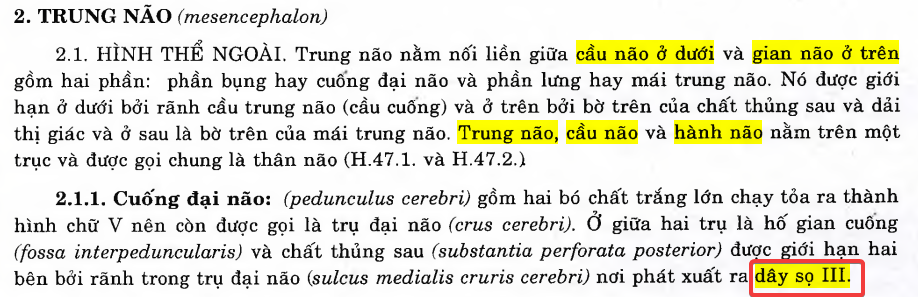 2. TRUNG NÃO (mesencephalon)
2.1. HÌNH THỂ NGOÀI. Trung não nằm nối liền giữa cầu não ở dưới và gian não ở trên
gồm hai phần: phần bụng hay cuống đại não và phần lưng hay mái trung não. Nó được giới
hạn ở dưới bởi rãnh cầu trung não (cầu cuống) và ở trên bởi bờ trên của chất thủng sau và dải
thị giác và ở sau là bờ trên của mái trung não. Trung não, cầu não và hành não nằm trên một
trục và được gọi chung là thân não (H.47.1. và H.47.2.)
2.1.1. Cuống đại não: (pedunculus cerebri) gồm hai bó chất trắng lớn chạy tỏa ra thành
hình chữ V nên còn được gọi là trụ đại não (crus cerebri). Ở giữa hai trụ là hố gian cuống
(fossa interpeduncularis) và chất thủng sau (substantia perforata posterior) được giới hạn hai
bên bởi rãnh trong trụ đại não (sulcus medialis cruris cerebri) nơi phát xuất ra dây sọ III.